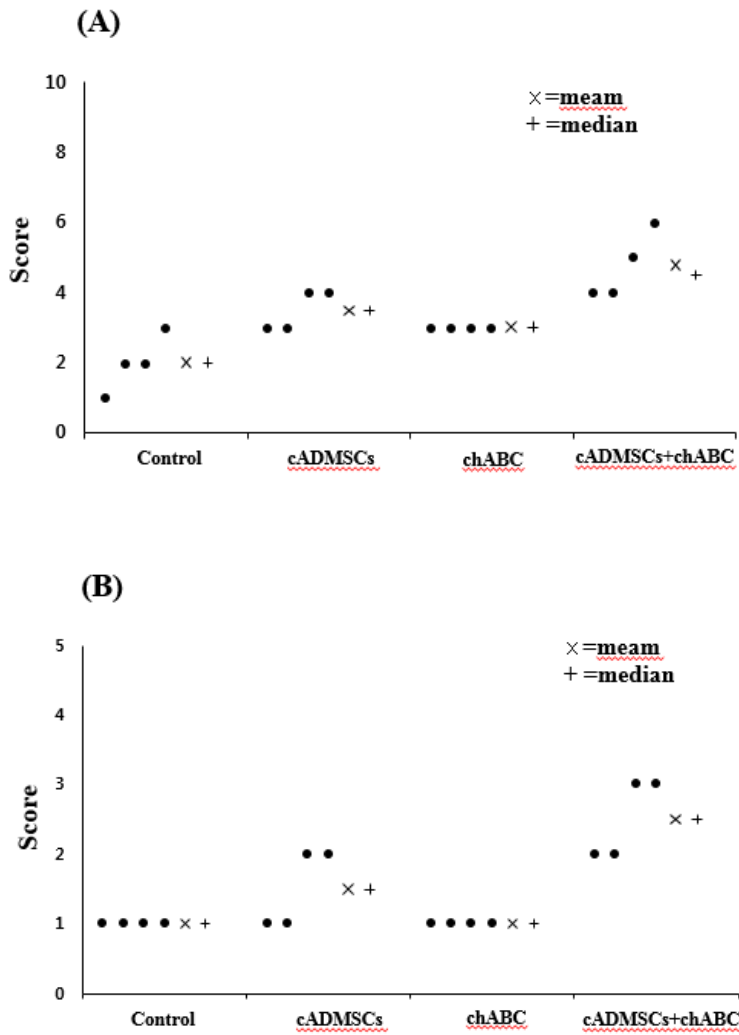 (A)
10
× =meam
+ =median
8
6
4
2
0
Score
Control
cADMSCs
chABC
cADMSCs+chABC
(B)
5
× =meam
+ =median
4
3
2
1
0
Score
Control
cADMSCs
chABC
cADMSCs+chABC